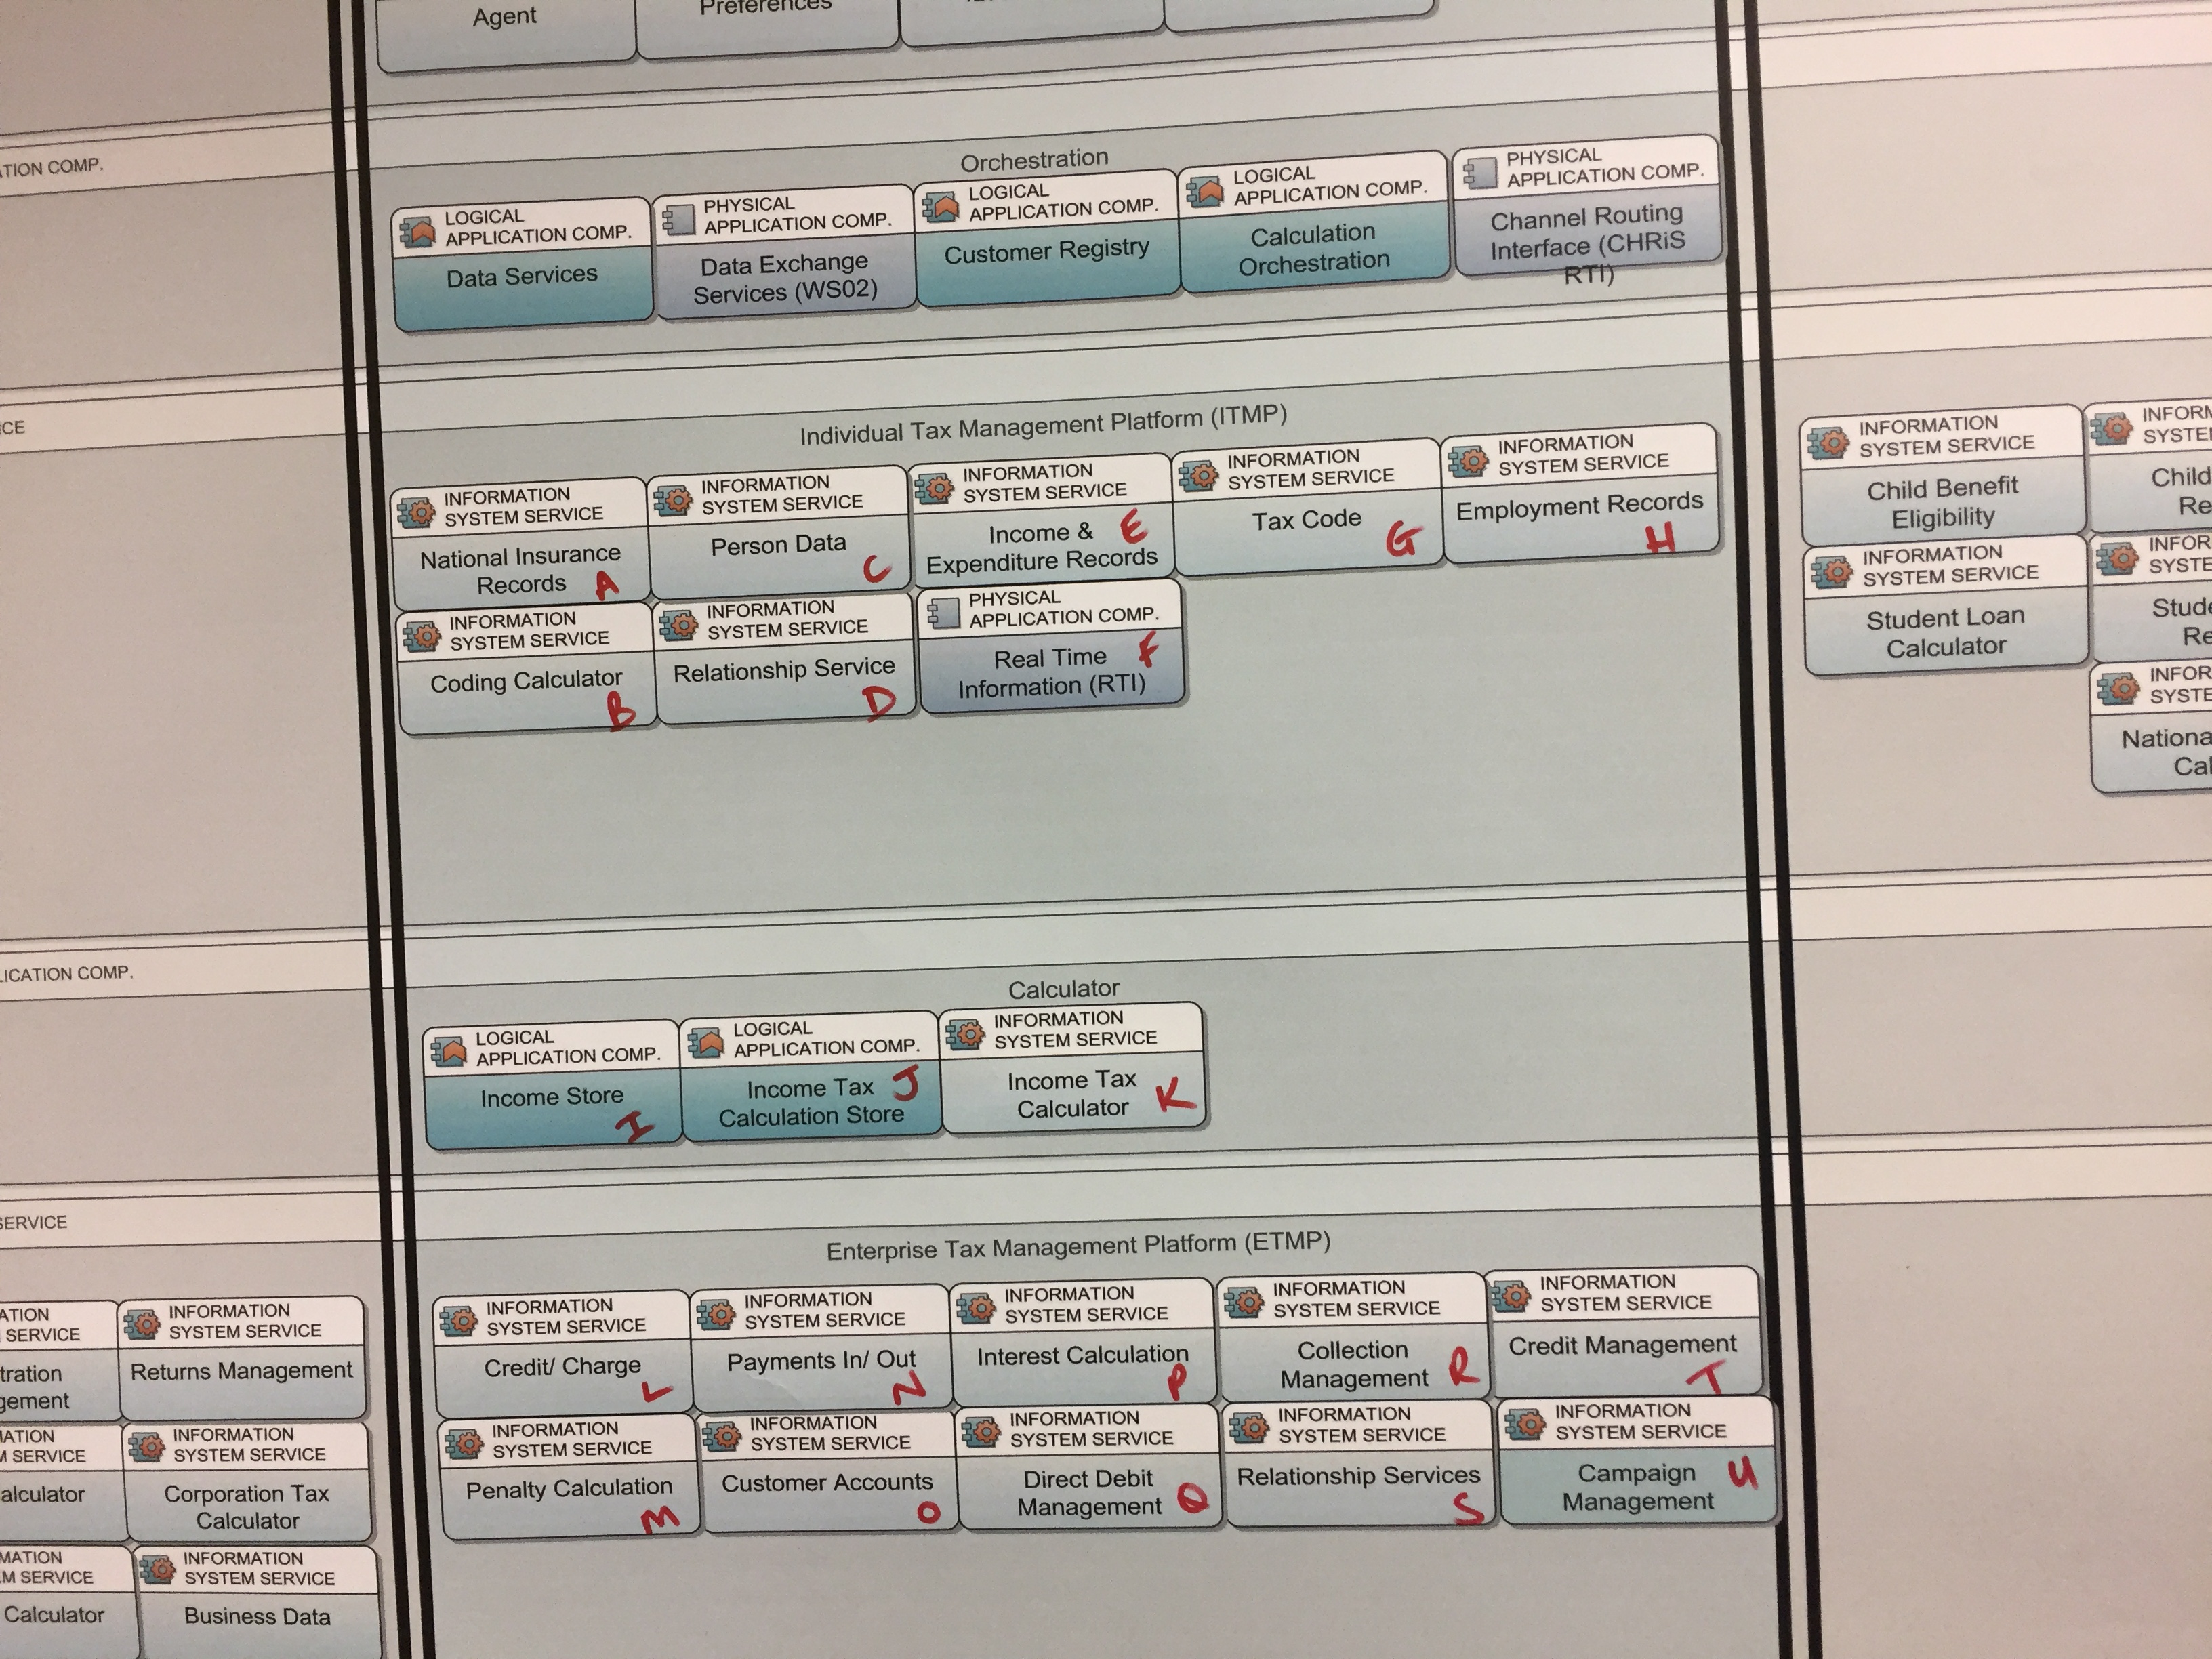 Agent
Preferences
TION COMP.
Orchestration
LOGICAL
APPLICATION COMP.
Data Services
PHYSICAL
APPLICATION COMP.
Data Exchange
Services (WS02)
LOGICAL
APPLICATION COMP.
Customer Registry
LOGICAL
APPLICATION COMP.
Calculation
Orchestration
PHYSICAL
APPLICATION COMP.
Channel Routing
Interface (CHRiS
RTI)
CE
Individual Tax Management Platform (ITMP)
INFORMATION
SYSTEM SERVICE
National Insurance
Records A
INFORMATION
SYSTEM SERVICE
Person Data
C
INFORMATION
SYSTEM SERVICE
Income & E
Expenditure Records
INFORMATION
SYSTEM SERVICE
Tax Code
G
INFORMATION
SYSTEM SERVICE
Employment Records
H
INFORMATION
SYSTEM SERVICE
Coding Calculator
B
INFORMATION
SYSTEM SERVICE
Relationship Service
D
PHYSICAL
APPLICATION COMP.
Real Time F
Information (RTI)
INFORMATION
SYSTEM SERVICE
Child Benefit
Eligibility
INFORM
SYSTE
Child
Re
INFORMATION
SYSTEM SERVICE
Student Loan
Calculator
INFOR
SYSTE
Stude
Re
INFOR
SYSTE
Nationa
Cal
LICATION COMP.
Calculator
LOGICAL
APPLICATION COMP.
Income Store
I
LOGICAL
APPLICATION COMP.
Income Tax J
Calculation Store
INFORMATION
SYSTEM SERVICE
Income Tax
Calculator K
SERVICE
Enterprise Tax Management Platform (ETMP)
INFORMATION
SYSTEM SERVICE
Credit/ Charge
L
INFORMATION
SYSTEM SERVICE
Payments In/ Out
N
INFORMATION
SYSTEM SERVICE
Interest Calculation
P
INFORMATION
SYSTEM SERVICE
Collection
Management R
INFORMATION
SYSTEM SERVICE
Credit Management
T
INFORMATION
SYSTEM SERVICE
Penalty Calculation
M
INFORMATION
SYSTEM SERVICE
Customer Accounts
O
INFORMATION
SYSTEM SERVICE
Direct Debit
Management Q
INFORMATION
SYSTEM SERVICE
Relationship Services
S
INFORMATION
SYSTEM SERVICE
Campaign U
Management
ATION
SERVICE
tration
gement
INFORMATION
SYSTEM SERVICE
Returns Management
MATION
M SERVICE
alculator
INFORMATION
SYSTEM SERVICE
Corporation Tax
Calculator
MATION
M SERVICE
Calculator
INFORMATION
SYSTEM SERVICE
Business Data